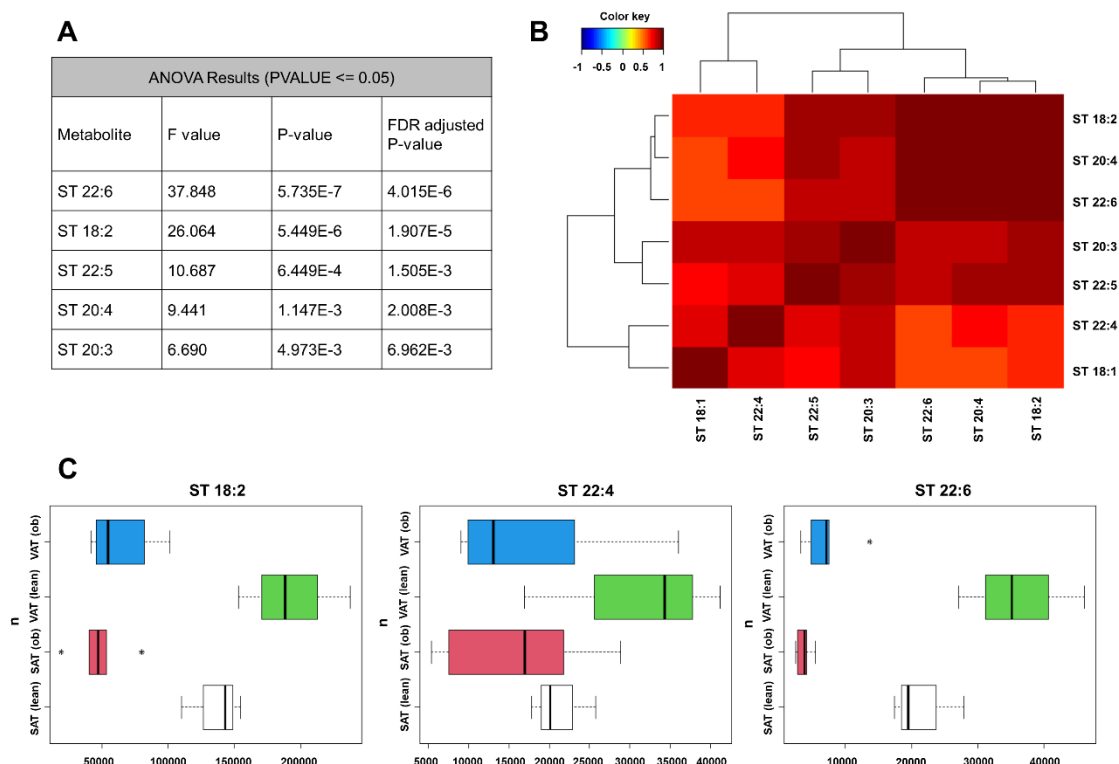 A
ANOVA Results (PVALUE <= 0.05)
Metabolite F value P-value FDR adjusted P-value
ST 22:6 37.848 5.735E-7 4.015E-6
ST 18:2 26.064 5.449E-6 1.907E-5
ST 22:5 10.687 6.449E-4 1.505E-3
ST 20:4 9.441 1.147E-3 2.008E-3
ST 20:3 6.690 4.973E-3 6.962E-3
B
Color key
-1 -0.5 0 0.5 1
ST 18:2
ST 20:4
ST 22:6
ST 20:3
ST 22:5
ST 22:4
ST 18:1
ST 18:1 ST 22:4 ST 22:5 ST 20:3 ST 22:6 ST 20:4 ST 18:2
C
ST 18:2
n
VAT (ob)
VAT (lean)
SAT (ob)
SAT (lean)
50000 100000 150000 200000
ST 22:4
n
VAT (ob)
VAT (lean)
SAT (ob)
SAT (lean)
5000 10000 15000 20000 25000 30000 35000 40000
ST 22:6
n
VAT (ob)
VAT (lean)
SAT (ob)
SAT (lean)
10000 20000 30000 40000